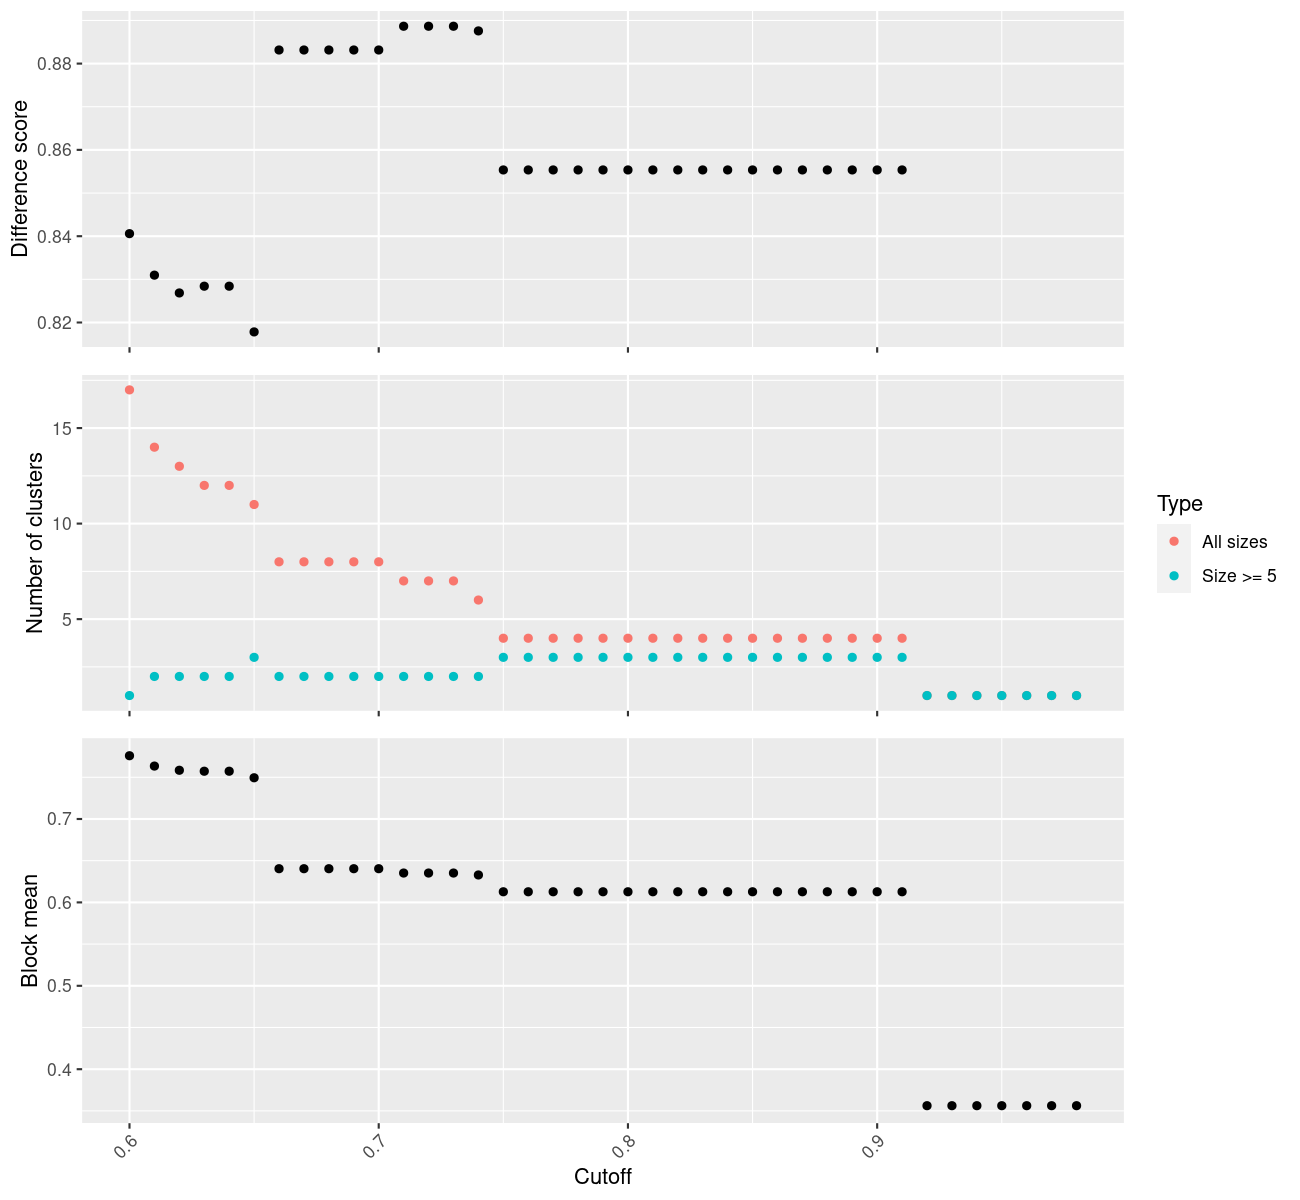 Difference score
0.88
0.86
0.84
0.82
Number of clusters
15
10
5
Type
All sizes
Size >= 5
Block mean
0.7
0.6
0.5
0.4
0.6 0.7 0.8 0.9
Cutoff